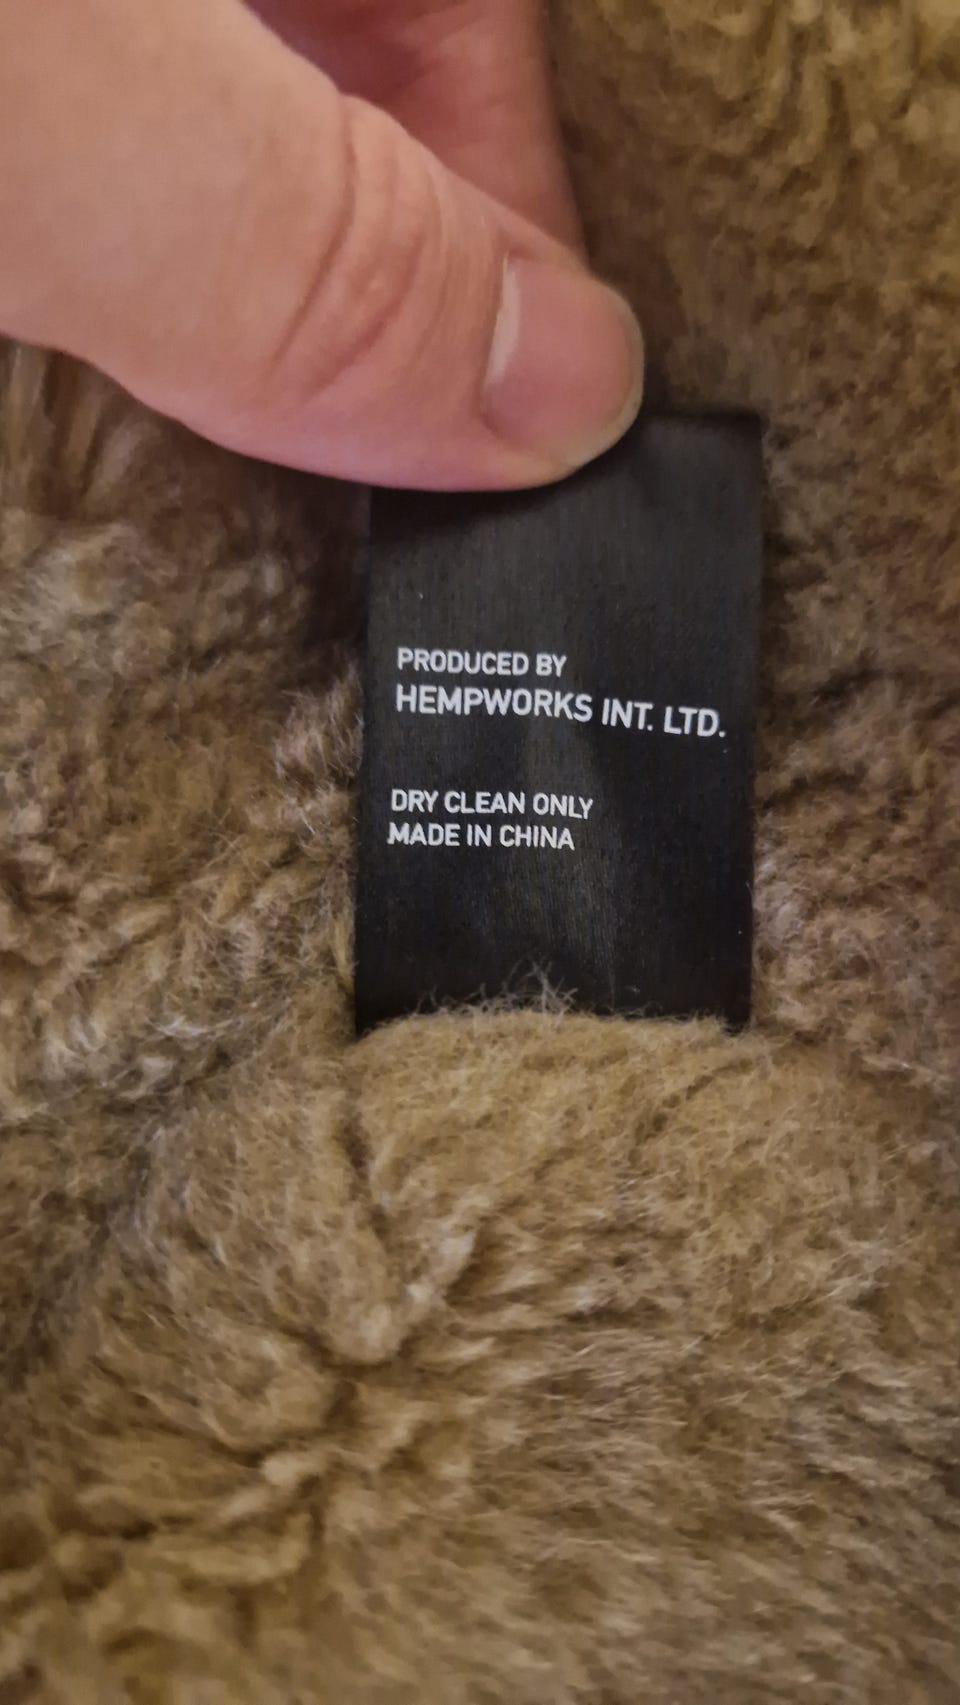 PRODUCED BY
HEMPWORKS INT. LTD.
DRY CLEAN ONLY
MADE IN CHINA